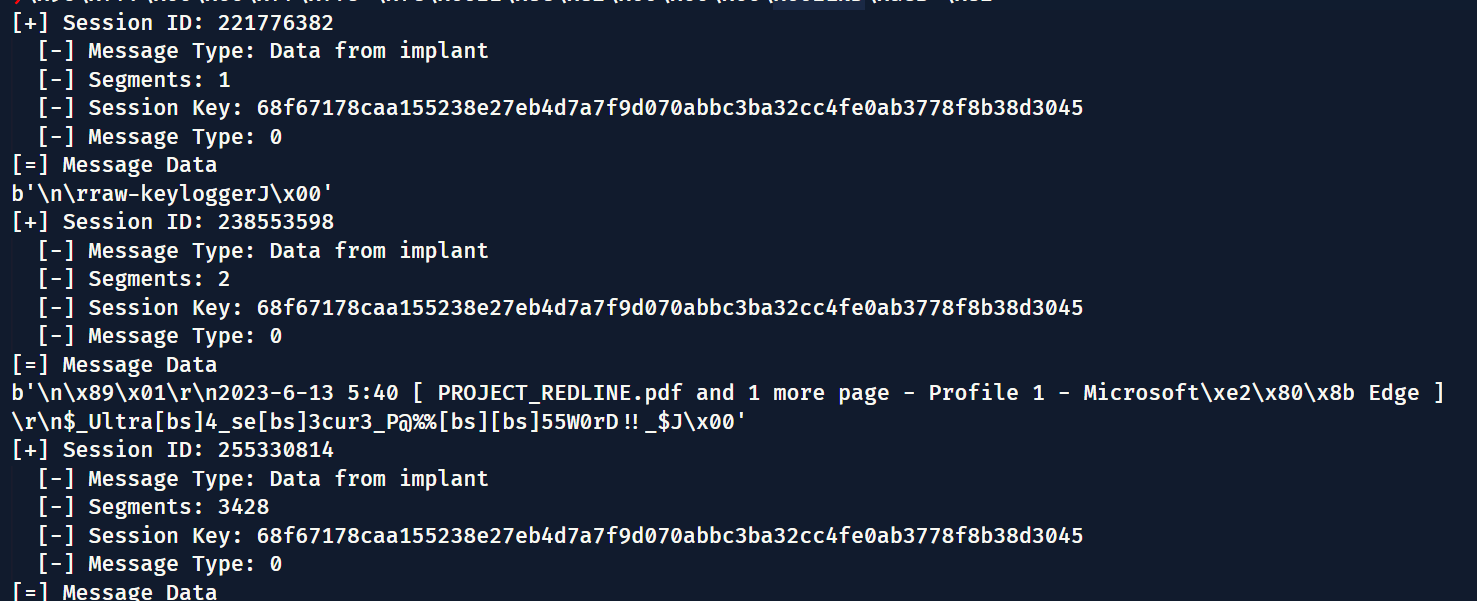 [+] Session ID: 221776382
[-] Message Type: Data from implant
[-] Segments: 1
[-] Session Key: 68f67178caa155238e27eb4d7a7f9d070abbc3ba32cc4fe0ab3778f8b38d3045
[-] Message Type: 0
[=] Message Data
b'\n\rraw-keyloggerJ\x00'
[+] Session ID: 238553598
[-] Message Type: Data from implant
[-] Segments: 2
[-] Session Key: 68f67178caa155238e27eb4d7a7f9d070abbc3ba32cc4fe0ab3778f8b38d3045
[-] Message Type: 0
[=] Message Data
b'\n\x89\x01\r\n2023-6-13 5:40 [ PROJECT_REDLINE.pdf and 1 more page - Profile 1 - Microsoft\xe2\x80\x8b Edge ]
\r\n$_Ultra[bs]4_se[bs]3cur3_P@%%[bs][bs]55W0rD!!_$J\x00'
[+] Session ID: 255330814
[-] Message Type: Data from implant
[-] Segments: 3428
[-] Session Key: 68f67178caa155238e27eb4d7a7f9d070abbc3ba32cc4fe0ab3778f8b38d3045
[-] Message Type: 0
[=] Message Data